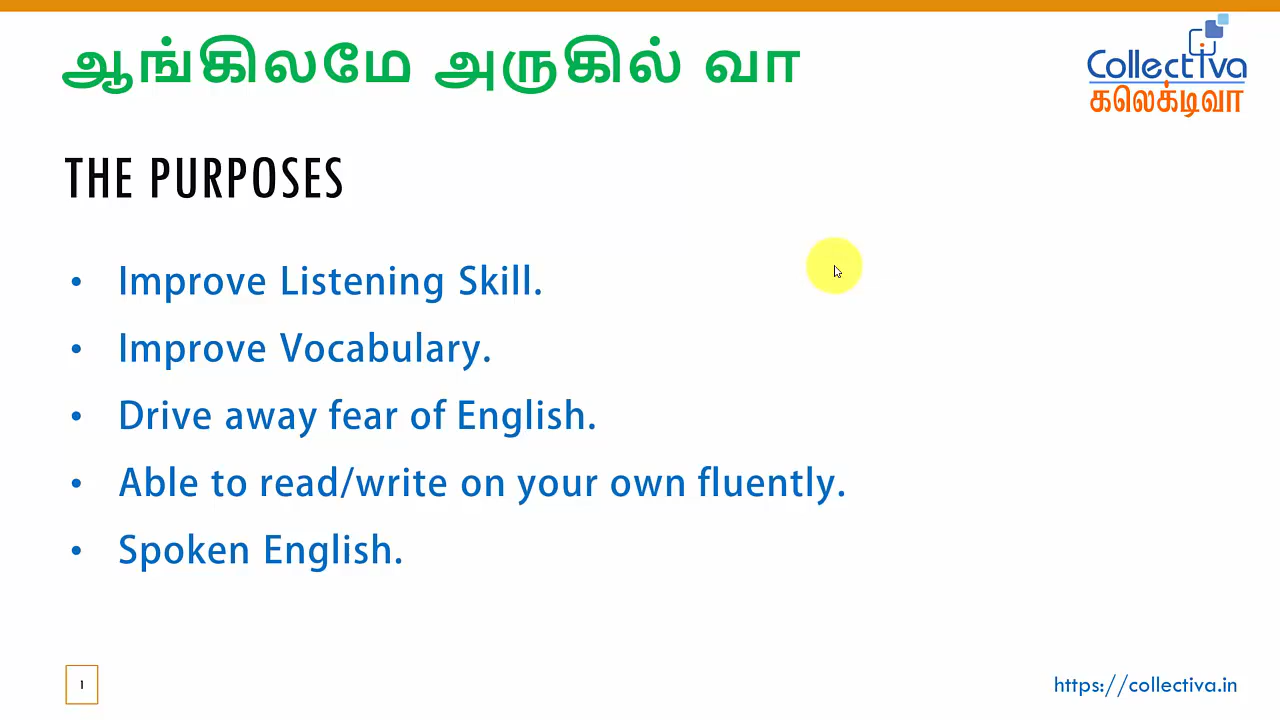 ஆங்கிலமே அருகில் வா
Collectiva
கலெக்டிவா
THE PURPOSES
• Improve Listening Skill.
• Improve Vocabulary.
• Drive away fear of English.
• Able to read/write on your own fluently.
• Spoken English.
1
https://collectiva.in